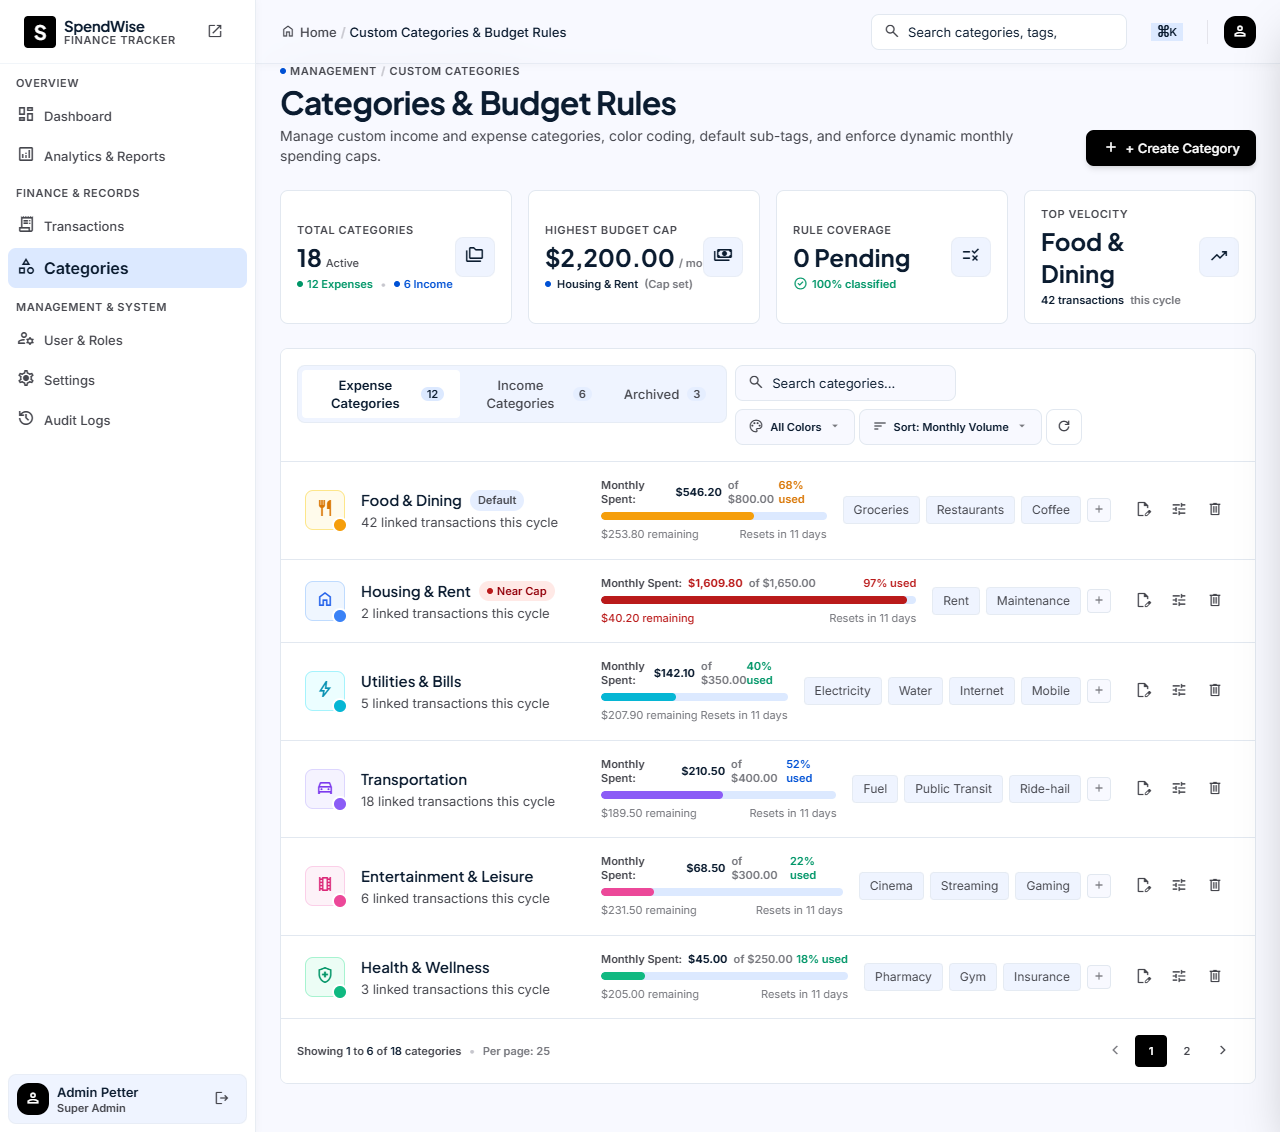 S
SpendWise
FINANCE TRACKER
OVERVIEW
Dashboard
Analytics & Reports
FINANCE & RECORDS
Transactions
Categories
MANAGEMENT & SYSTEM
User & Roles
Settings
Audit Logs
Admin Petter
Super Admin
Home / Custom Categories & Budget Rules
Search categories, tags,
⌘K
MANAGEMENT / CUSTOM CATEGORIES
Categories & Budget Rules
Manage custom income and expense categories, color coding, default sub-tags, and enforce dynamic monthly
spending caps.
+ Create Category
TOTAL CATEGORIES
18 Active
12 Expenses • 6 Income
HIGHEST BUDGET CAP
$2,200.00 / mo
Housing & Rent (Cap set)
RULE COVERAGE
0 Pending
100% classified
TOP VELOCITY
Food &
Dining
42 transactions this cycle
Expense
Categories
12
Income
Categories
6
Archived 3
Search categories...
All Colors
Sort: Monthly Volume
Food & Dining Default
42 linked transactions this cycle
Monthly
Spent:
$546.20
of
$800.00
68%
used
$253.80 remaining
Resets in 11 days
Groceries
Restaurants
Coffee
+
Housing & Rent Near Cap
2 linked transactions this cycle
Monthly Spent: $1,609.80 of $1,650.00
97% used
$40.20 remaining
Resets in 11 days
Rent
Maintenance
+
Utilities & Bills
5 linked transactions this cycle
Monthly
Spent:
$142.10
of
$350.00
40%
used
$207.90 remaining Resets in 11 days
Electricity
Water
Internet
Mobile
+
Transportation
18 linked transactions this cycle
Monthly
Spent:
$210.50
of
$400.00
52%
used
$189.50 remaining
Resets in 11 days
Fuel
Public Transit
Ride-hail
+
Entertainment & Leisure
6 linked transactions this cycle
Monthly
Spent:
$68.50
of
$300.00
22%
used
$231.50 remaining
Resets in 11 days
Cinema
Streaming
Gaming
+
Health & Wellness
3 linked transactions this cycle
Monthly Spent: $45.00 of $250.00 18% used
$205.00 remaining
Resets in 11 days
Pharmacy
Gym
Insurance
+
Showing 1 to 6 of 18 categories • Per page: 25
1
2